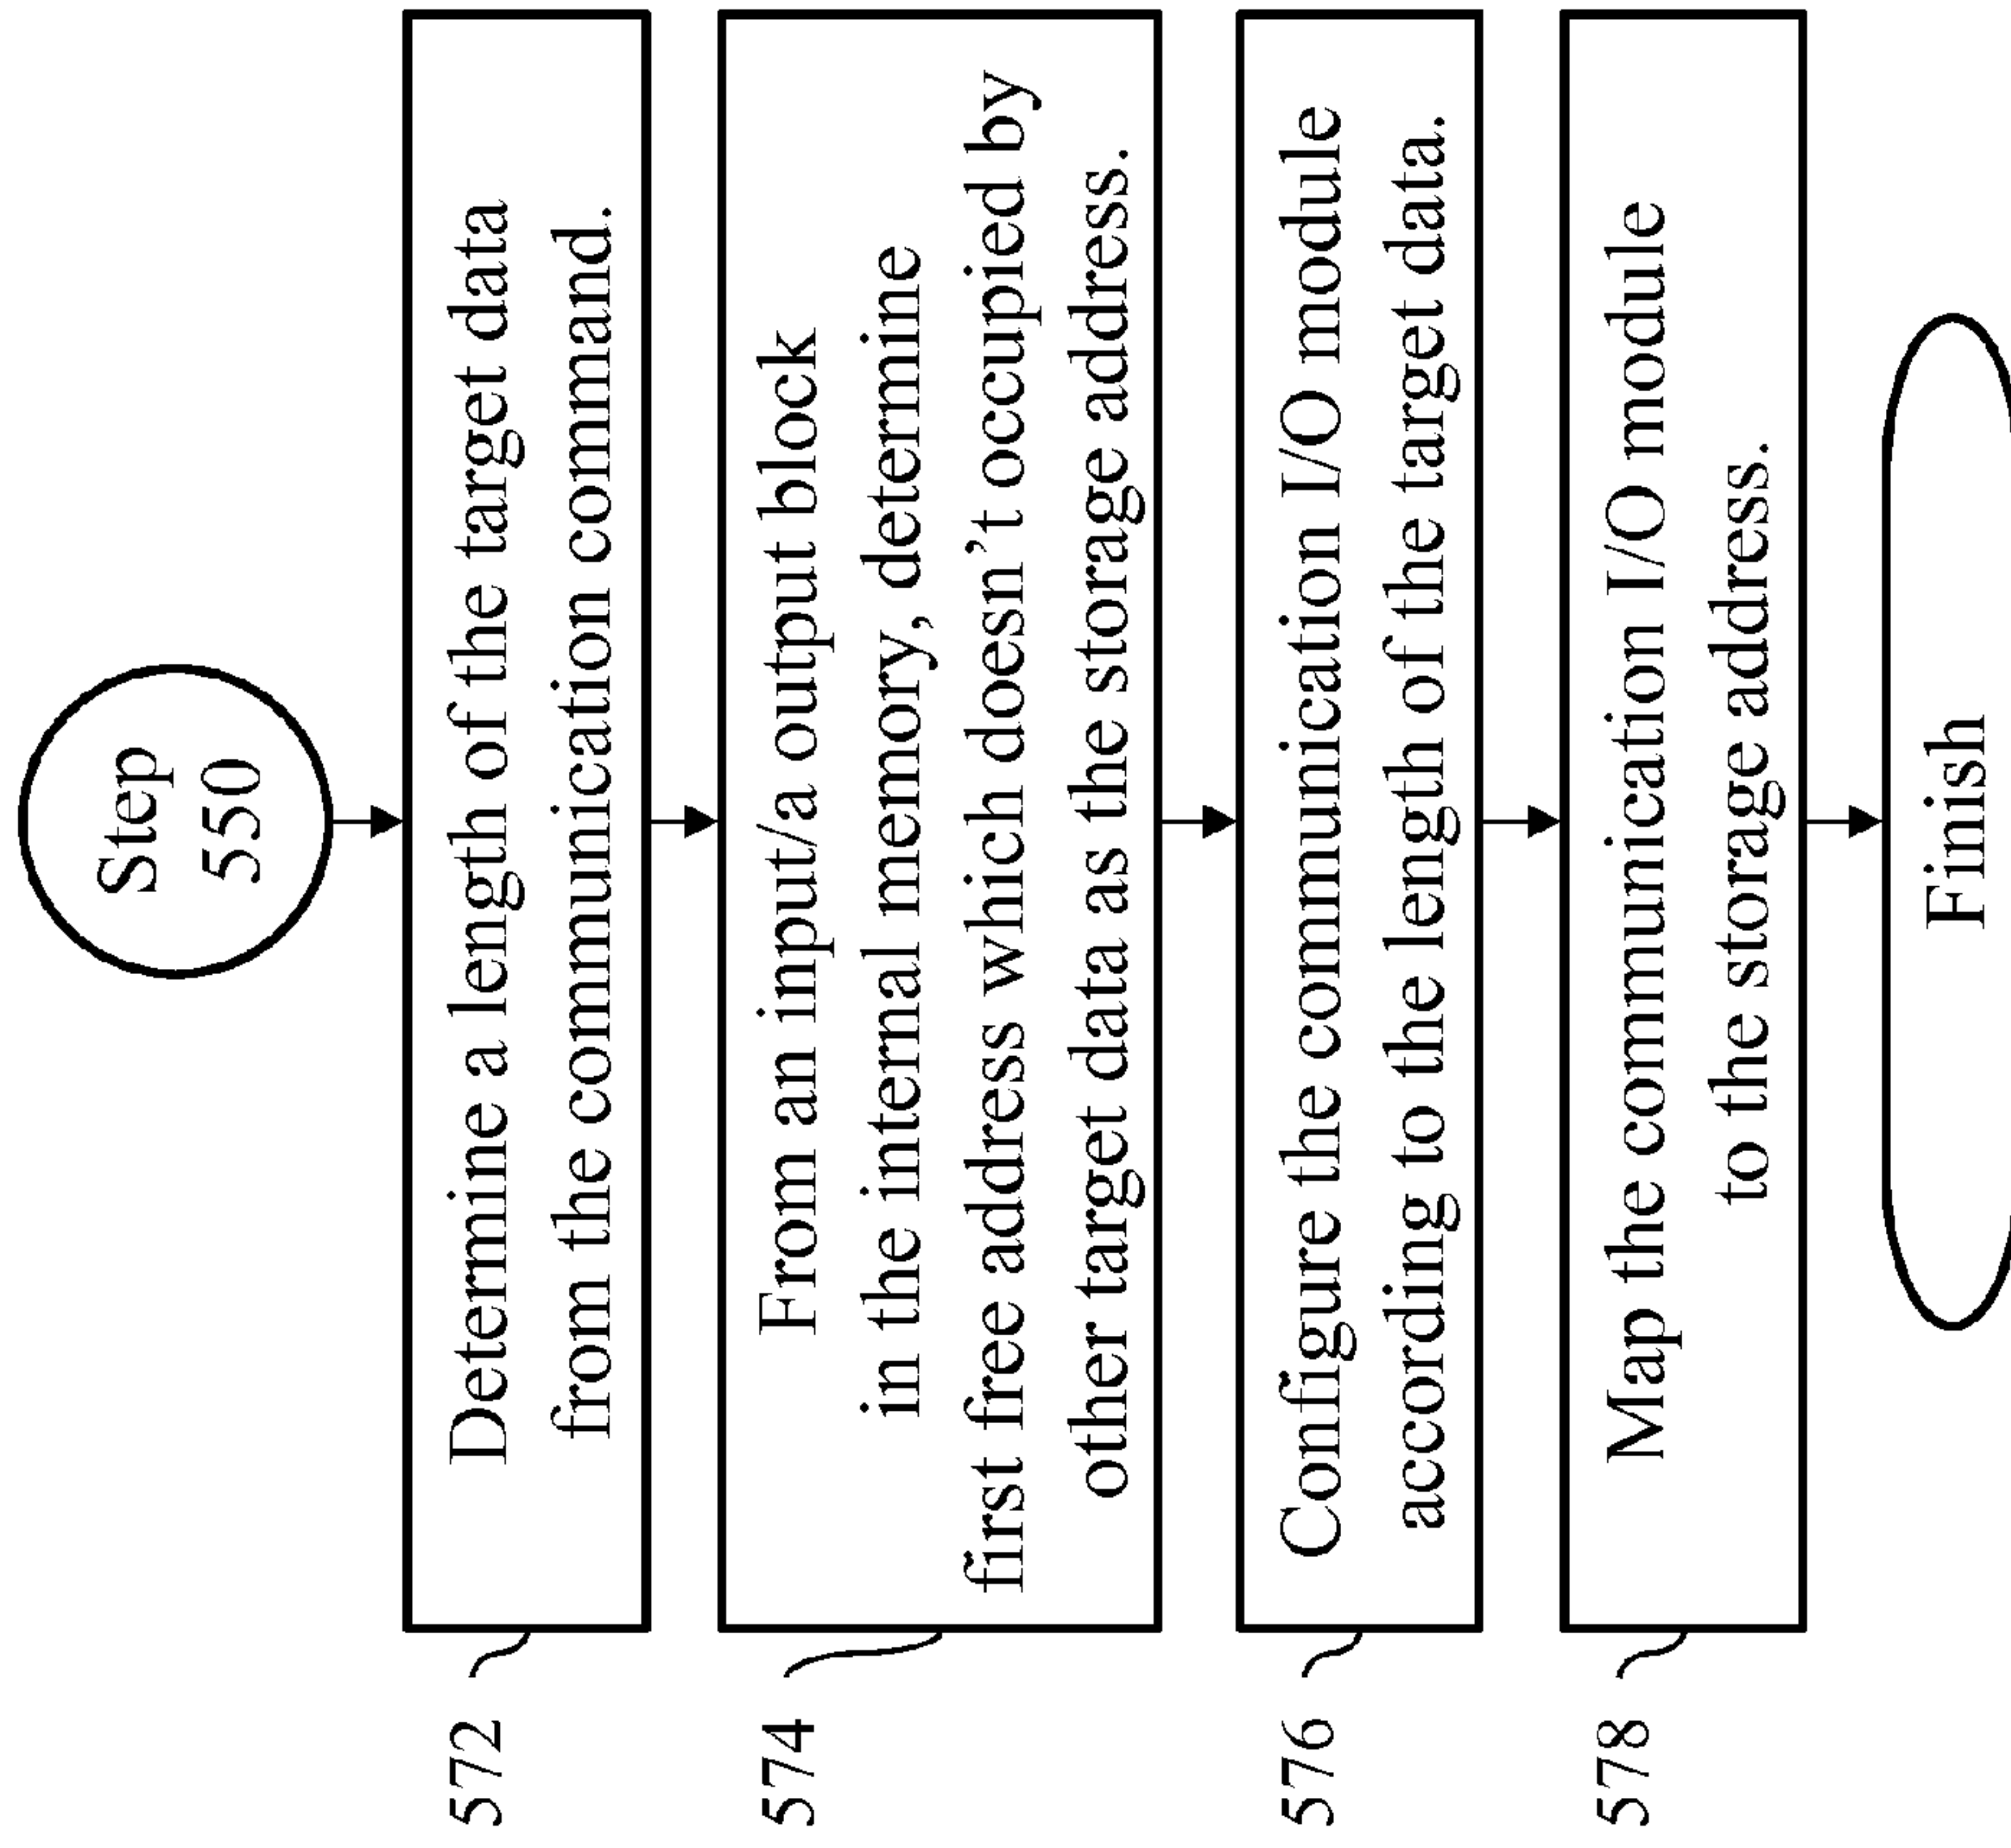 Step
550
572
Determine a length of the target data
from the communication command.
574
From an input/a output block
in the internal memory, determine
first free address which doesn't occupied by
other target data as the storage address.
576
Configure the communication I/O module
according to the length of the target data.
578
Map the communication I/O module
to the storage address.
Finish